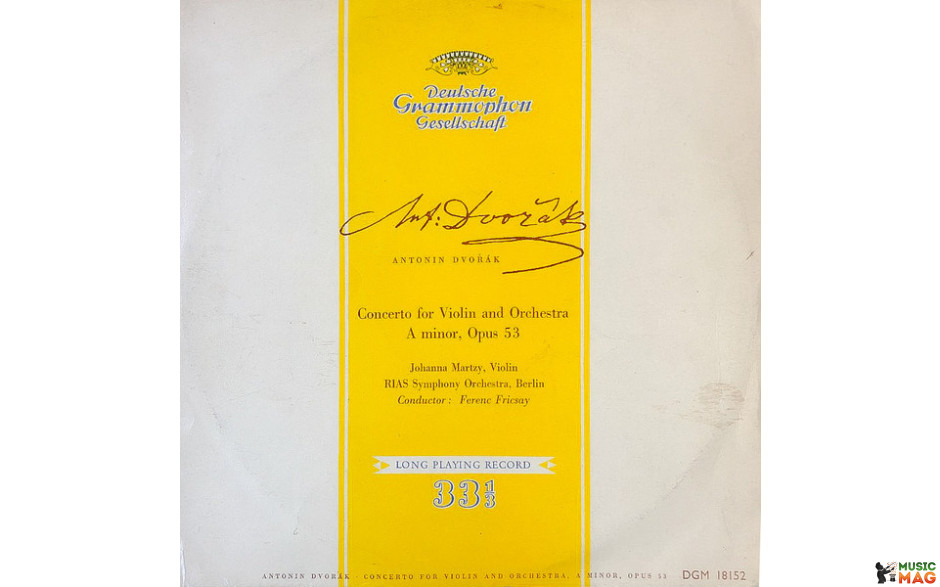 Deutsche
Grammophon
Gesellschaft
Ant: Dvořák
ANTONIN DVOŘÁK
Concerto for Violin and Orchestra
A minor, Opus 53
Johanna Martzy, Violin
RIAS Symphony Orchestra, Berlin
Conductor : Ferenc Fricsay
LONG PLAYING RECORD
33⅓
ANTONIN DVOŘÁK · CONCERTO FOR VIOLIN AND ORCHESTRA, A MINOR, OPUS 53 DGM 18152
MUSIC
MAG